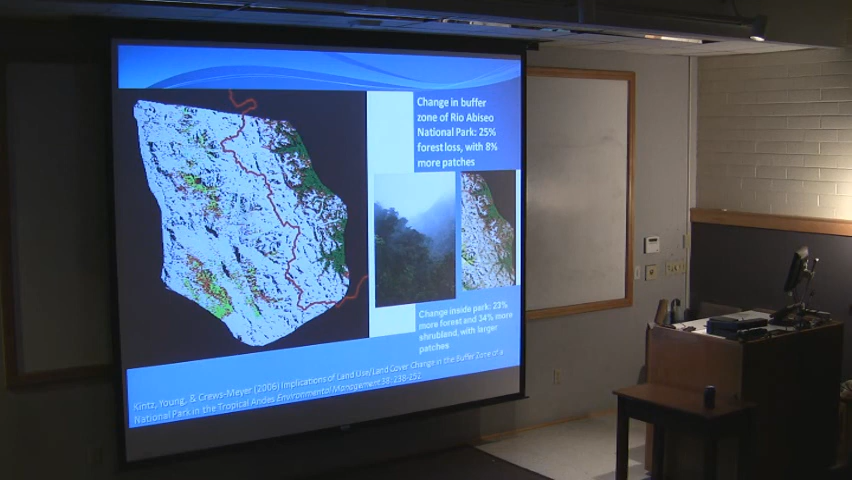 Change in buffer
zone of Rio Abiseo
National Park: 25%
forest loss, with 8%
more patches
Change inside park: 23%
more forest and 34% more
shrubland, with larger
patches
Kintz, Young, & Crews-Meyer (2006) Implications of Land Use/Land Cover Change in the Buffer Zone of a
National Park in the Tropical Andes Environmental Management 38: 238-252